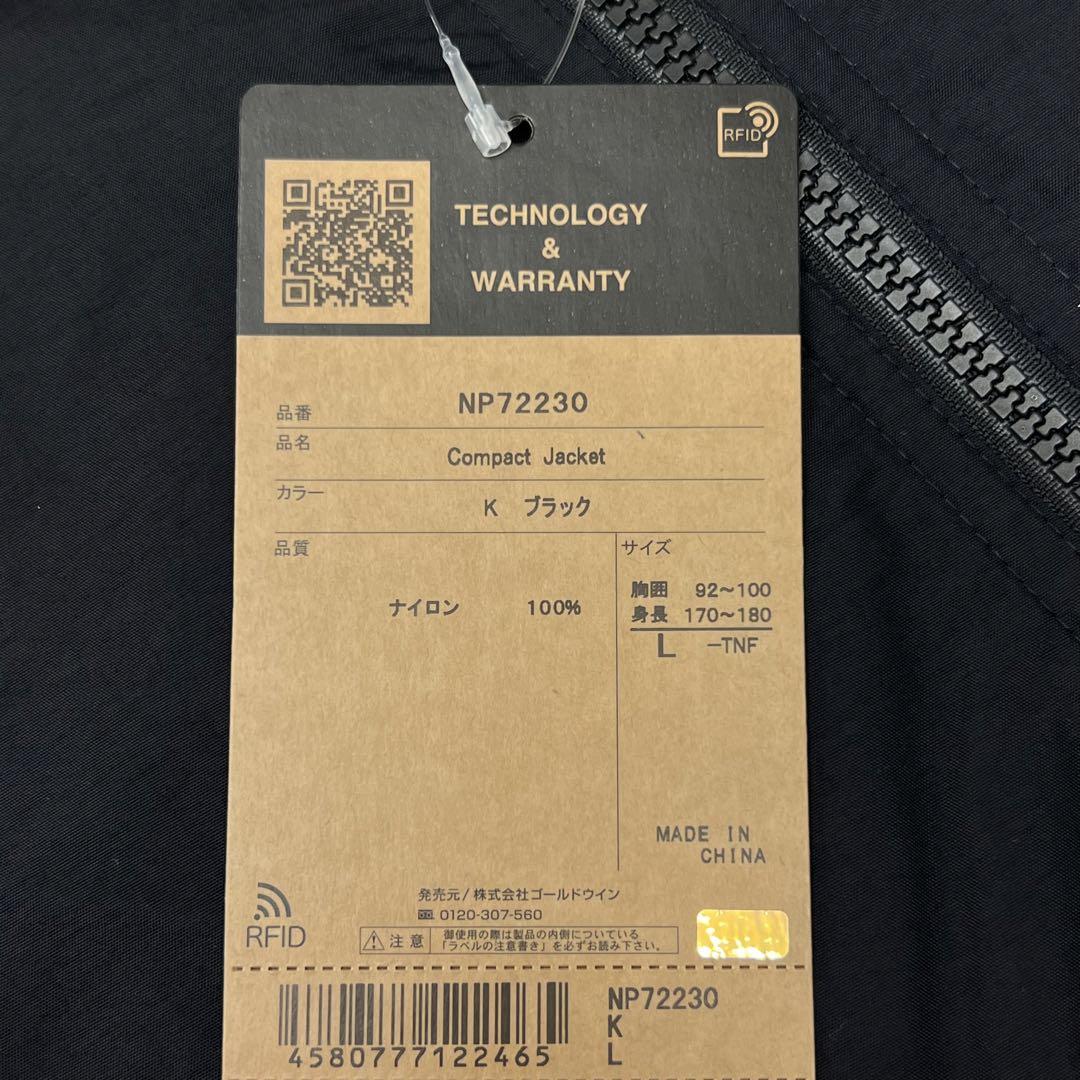 RFID
TECHNOLOGY
&
WARRANTY
品番 NP72230
品名 Compact Jacket
カラー K ブラック
品質
ナイロン 100%
サイズ
胸囲 92～100
身長 170～180
L -TNF
MADE IN
CHINA
発売元/株式会社ゴールドウイン
0120-307-560
RFID
注意
御使用の際は製品の内側についている
「ラベルの注意書き」を必ずお読み下さい。
4580777122465
NP72230
K
L